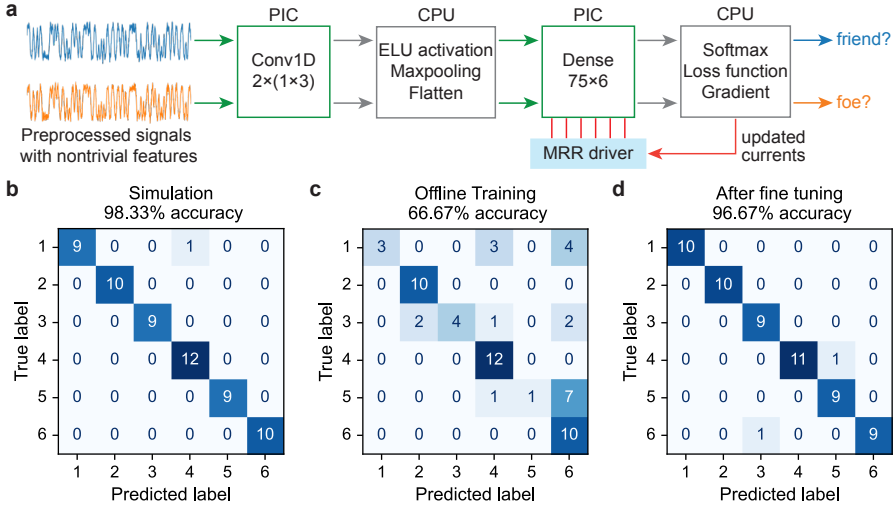 a
PIC
CPU
PIC
CPU
Conv1D
2×(1×3)
ELU activation
Maxpooling
Flatten
Dense
75×6
Softmax
Loss function
Gradient
friend?
foe?
Preprocessed signals
with nontrivial features
MRR driver
updated
currents
b
Simulation
98.33% accuracy
True label
1 9 0 0 1 0 0
2 0 10 0 0 0 0
3 0 0 9 0 0 0
4 0 0 0 12 0 0
5 0 0 0 0 9 0
6 0 0 0 0 0 10
1 2 3 4 5 6
Predicted label
c
Offline Training
66.67% accuracy
True label
1 3 0 0 3 0 4
2 0 10 0 0 0 0
3 0 2 4 1 0 2
4 0 0 0 12 0 0
5 0 0 0 1 1 7
6 0 0 0 0 0 10
1 2 3 4 5 6
Predicted label
d
After fine tuning
96.67% accuracy
True label
1 10 0 0 0 0 0
2 0 10 0 0 0 0
3 0 0 9 0 0 0
4 0 0 0 11 1 0
5 0 0 0 0 9 0
6 0 0 1 0 0 9
1 2 3 4 5 6
Predicted label